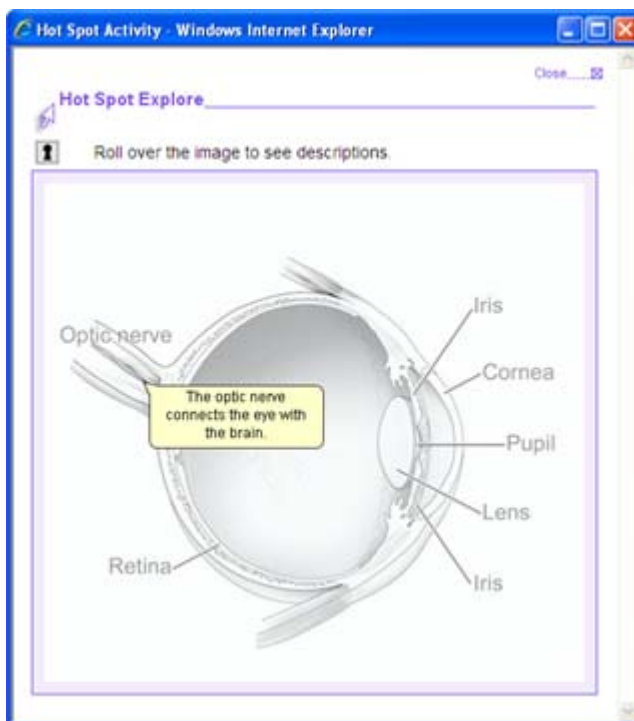 Hot Spot Activity - Windows Internet Explorer
Close
Hot Spot Explore
Roll over the image to see descriptions.
Iris
Optic nerve
Cornea
The optic nerve
connects the eye with
the brain.
Pupil
Lens
Retina
Iris